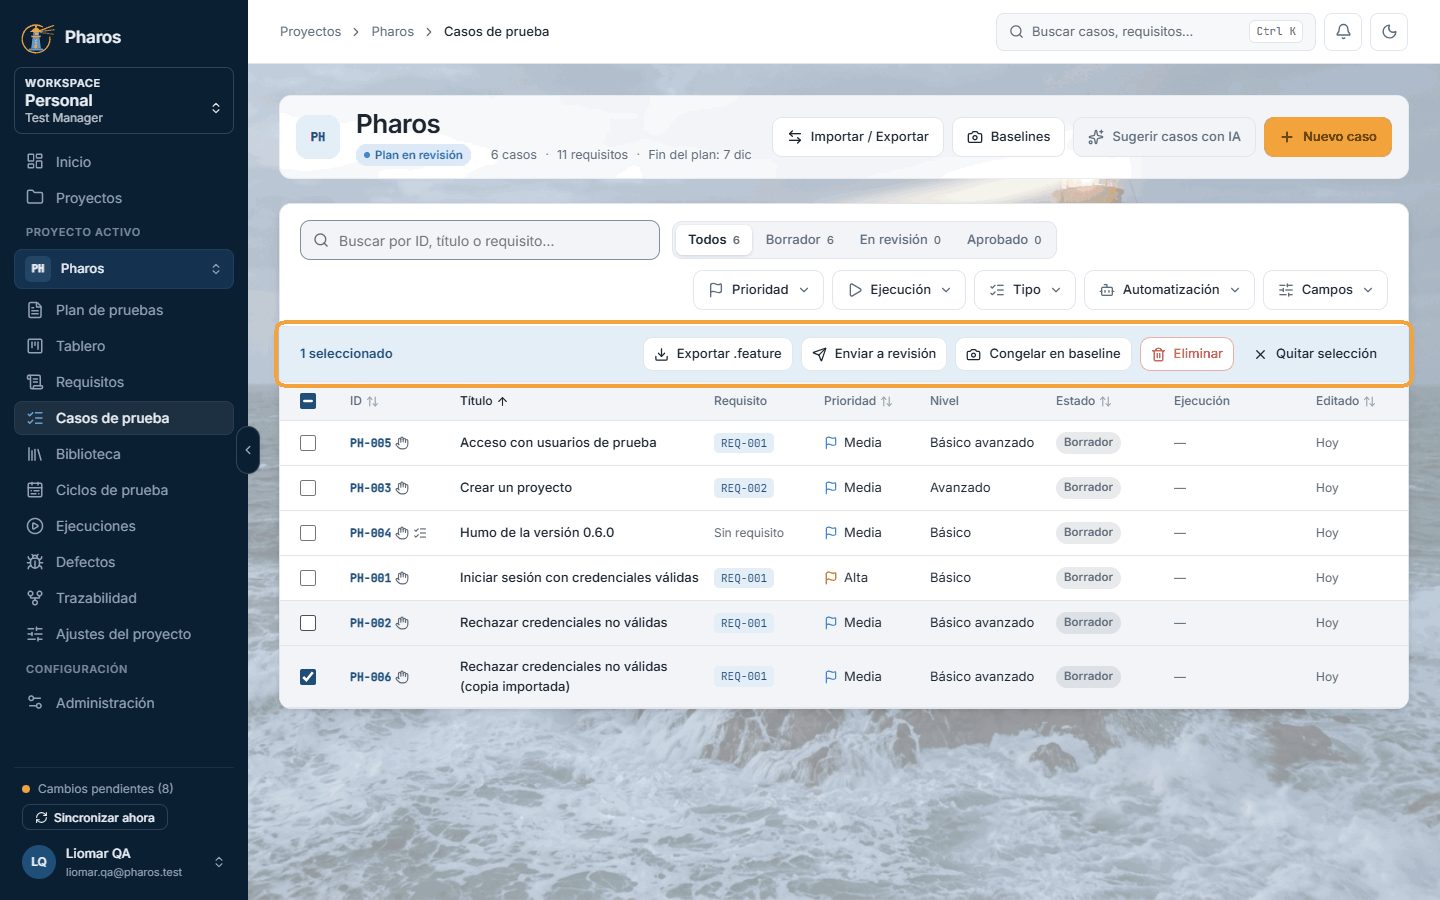 Pharos
WORKSPACE
Personal
Test Manager
Inicio
Proyectos
PROYECTO ACTIVO
PH Pharos
Plan de pruebas
Tablero
Requisitos
Casos de prueba
Biblioteca
Ciclos de prueba
Ejecuciones
Defectos
Trazabilidad
Ajustes del proyecto
CONFIGURACIÓN
Administración
Cambios pendientes (8)
Sincronizar ahora
LQ Liomar QA
liomar.qa@pharos.test
Proyectos > Pharos > Casos de prueba
Buscar casos, requisitos... Ctrl K
PH Pharos
Plan en revisión 6 casos · 11 requisitos · Fin del plan: 7 dic
Importar / Exportar Baselines Sugerir casos con IA Nuevo caso
Buscar por ID, título o requisito... Todos 6 Borrador 6 En revisión 0 Aprobado 0
Prioridad Ejecución Tipo Automatización Campos
1 seleccionado Exportar .feature Enviar a revisión Congelar en baseline Eliminar Quitar selección
ID Título Requisito Prioridad Nivel Estado Ejecución Editado
PH-005 Acceso con usuarios de prueba REQ-001 Media Básico avanzado Borrador — Hoy
PH-003 Crear un proyecto REQ-002 Media Avanzado Borrador — Hoy
PH-004 Humo de la versión 0.6.0 Sin requisito Media Básico Borrador — Hoy
PH-001 Iniciar sesión con credenciales válidas REQ-001 Alta Básico Borrador — Hoy
PH-002 Rechazar credenciales no válidas REQ-001 Media Básico avanzado Borrador — Hoy
PH-006 Rechazar credenciales no válidas (copia importada) REQ-001 Media Básico avanzado Borrador — Hoy